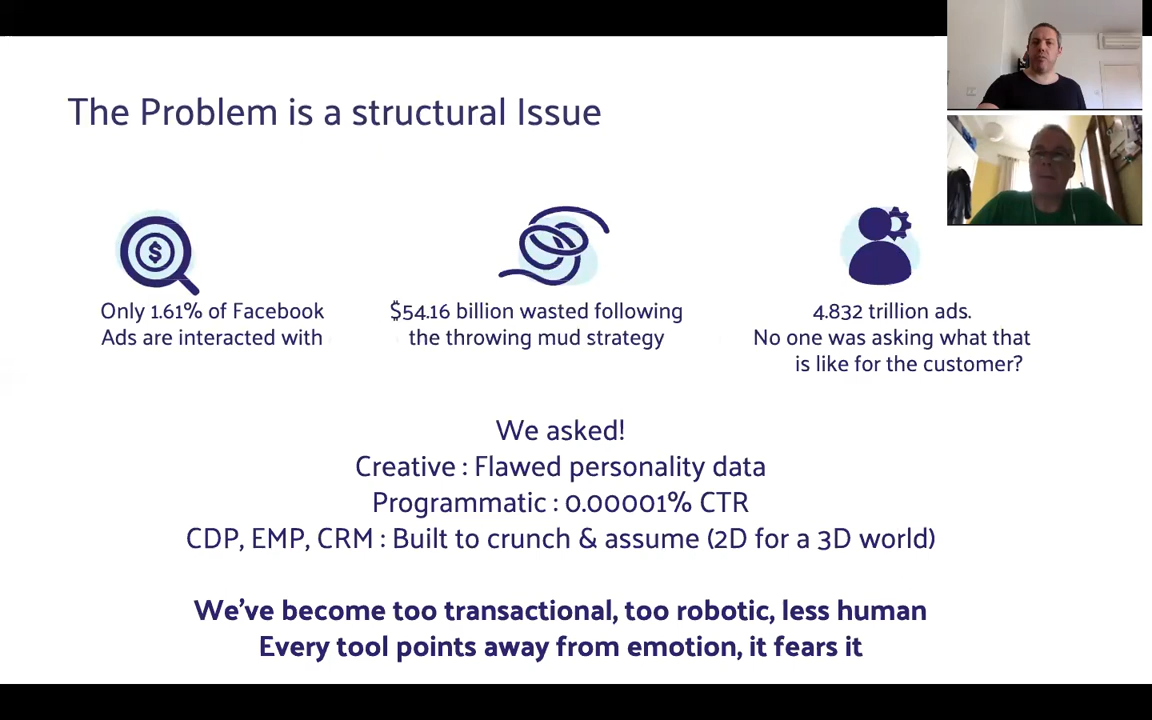 The Problem is a structural Issue
$
Only 1.61% of Facebook
Ads are interacted with
$54.16 billion wasted following
the throwing mud strategy
4.832 trillion ads.
No one was asking what that
is like for the customer?
We asked!
Creative : Flawed personality data
Programmatic : 0.00001% CTR
CDP, EMP, CRM : Built to crunch & assume (2D for a 3D world)
We've become too transactional, too robotic, less human
Every tool points away from emotion, it fears it